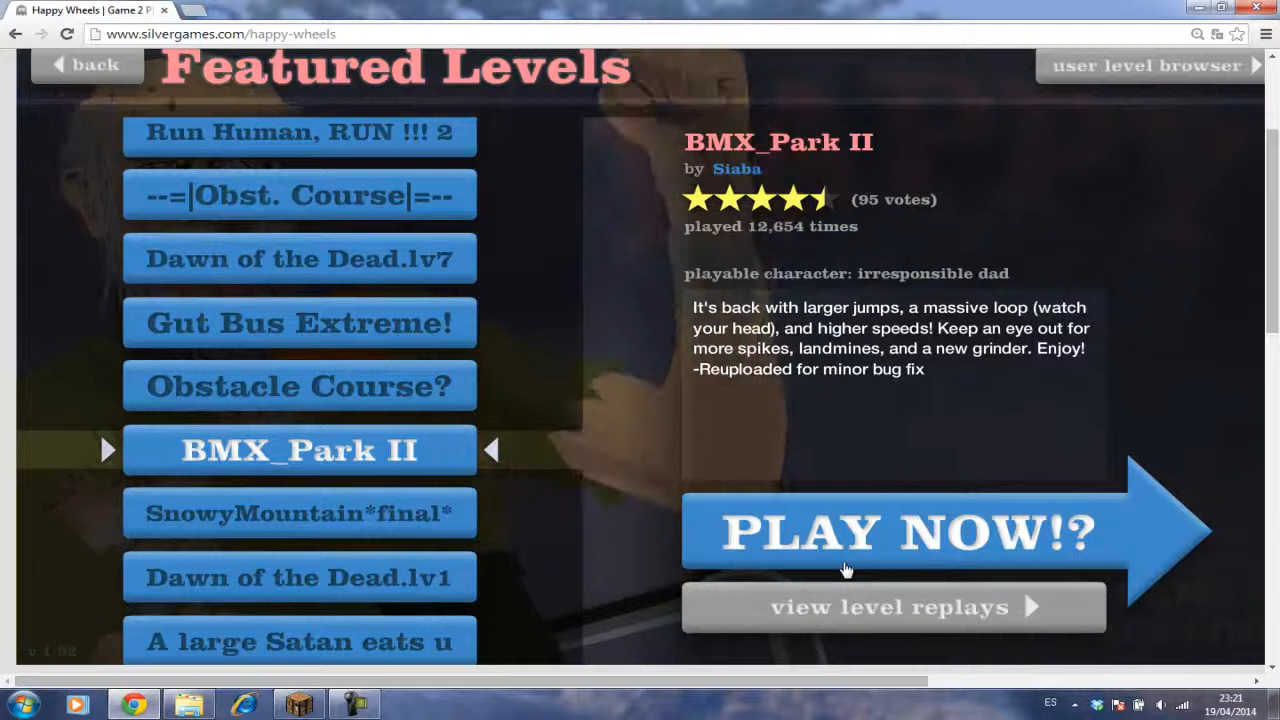 Happy Wheels | Game 2 P
www.silvergames.com/happy-wheels
back
Featured Levels
user level browser
Run Human, RUN !!! 2
--=|Obst. Course|=--
Dawn of the Dead.lv7
Gut Bus Extreme!
Obstacle Course?
BMX_Park II
SnowyMountain*final*
Dawn of the Dead.lv1
A large Satan eats u
v 1.52
BMX_Park II
by Siaba
(95 votes)
played 12,654 times
playable character: irresponsible dad
It's back with larger jumps, a massive loop (watch
your head), and higher speeds! Keep an eye out for
more spikes, landmines, and a new grinder. Enjoy!
-Reuploaded for minor bug fix
PLAY NOW!?
view level replays
ES
23:21
19/04/2014